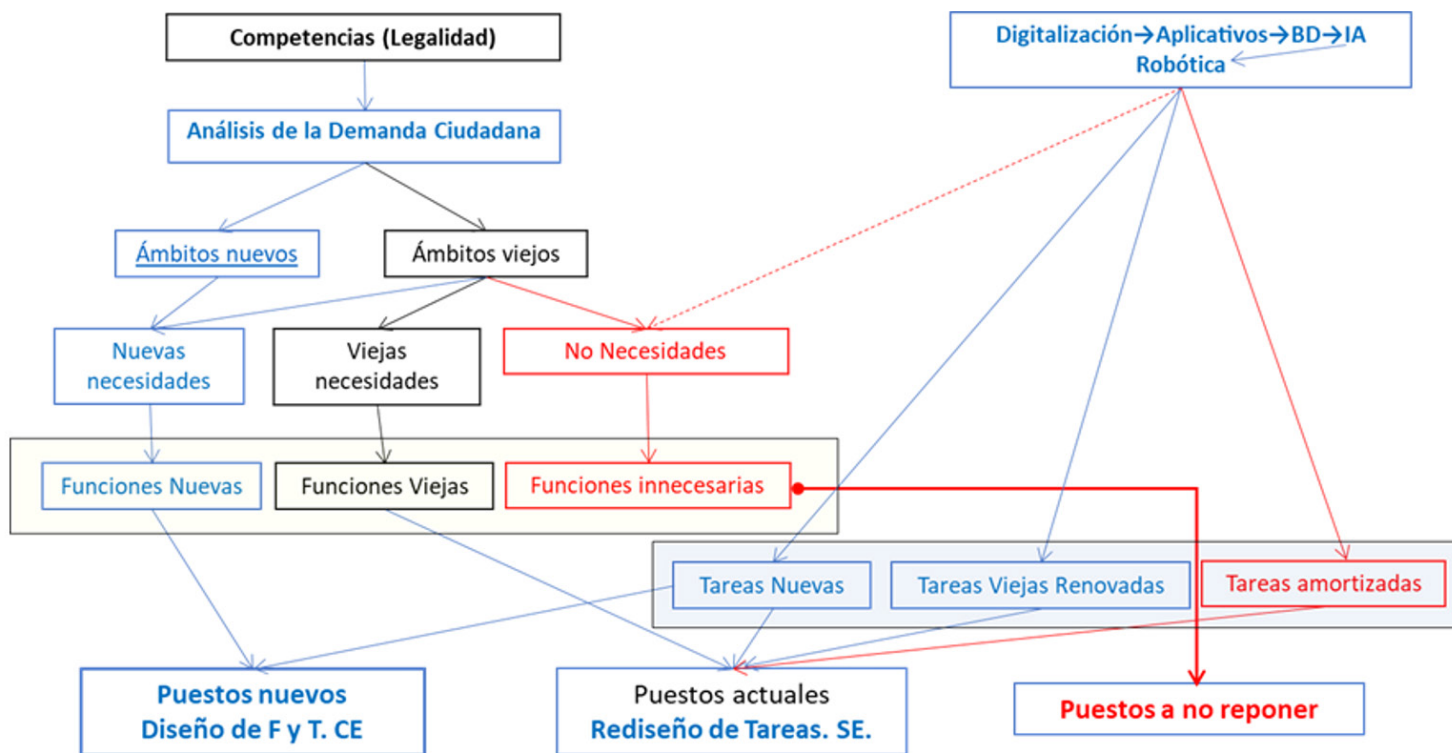 Competencias (Legalidad)
Digitalización→Aplicativos→BD→IA
Robótica
Análisis de la Demanda Ciudadana
Ámbitos nuevos
Ámbitos viejos
Nuevas
necesidades
Viejas
necesidades
No Necesidades
Funciones Nuevas
Funciones Viejas
Funciones innecesarias
Tareas Nuevas
Tareas Viejas Renovadas
Tareas amortizadas
Puestos nuevos
Diseño de F y T. CE
Puestos actuales
Rediseño de Tareas. SE.
Puestos a no reponer